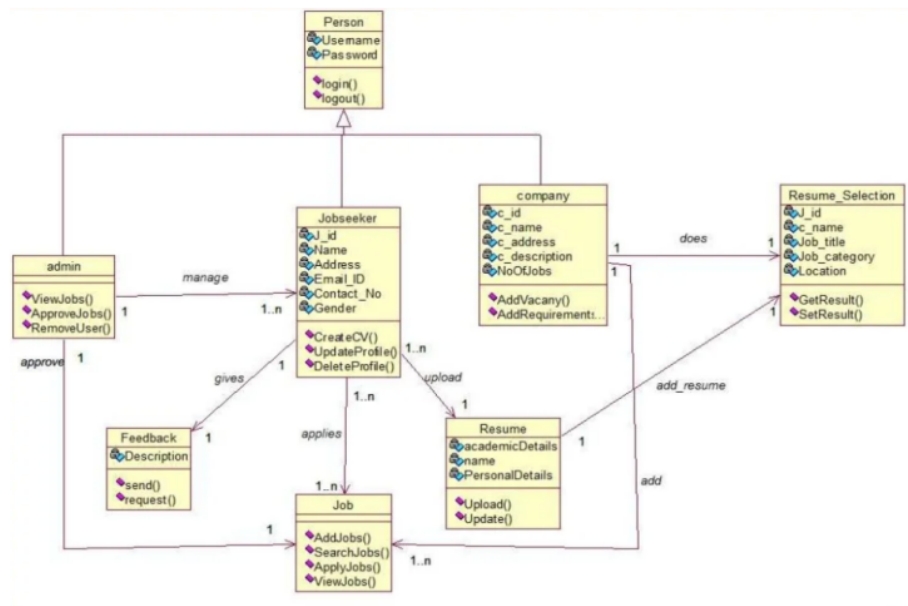 Person
Username
Password
login()
logout()
company
c_id
c_name
c_address
c_description
NoOfJobs
AddVacany()
AddRequirements...
Resume_Selection
J_id
c_name
Job_title
Job_category
Location
GetResult()
SetResult()
Jobseeker
J_id
Name
Address
Email_ID
Contact_No
Gender
CreateCV()
UpdateProfile()
DeleteProfile()
admin
ViewJobs()
ApproveJobs()
RemoveUser()
does
1
1
1
manage
1
1..n
approve
1
gives
1
1
1..n
upload
1
1..n
applies
1..n
add_resume
1
1
add
1..n
1
Feedback
Description
send()
request()
Resume
academicDetails
name
PersonalDetails
Upload()
Update()
Job
AddJobs()
SearchJobs()
ApplyJobs()
ViewJobs()